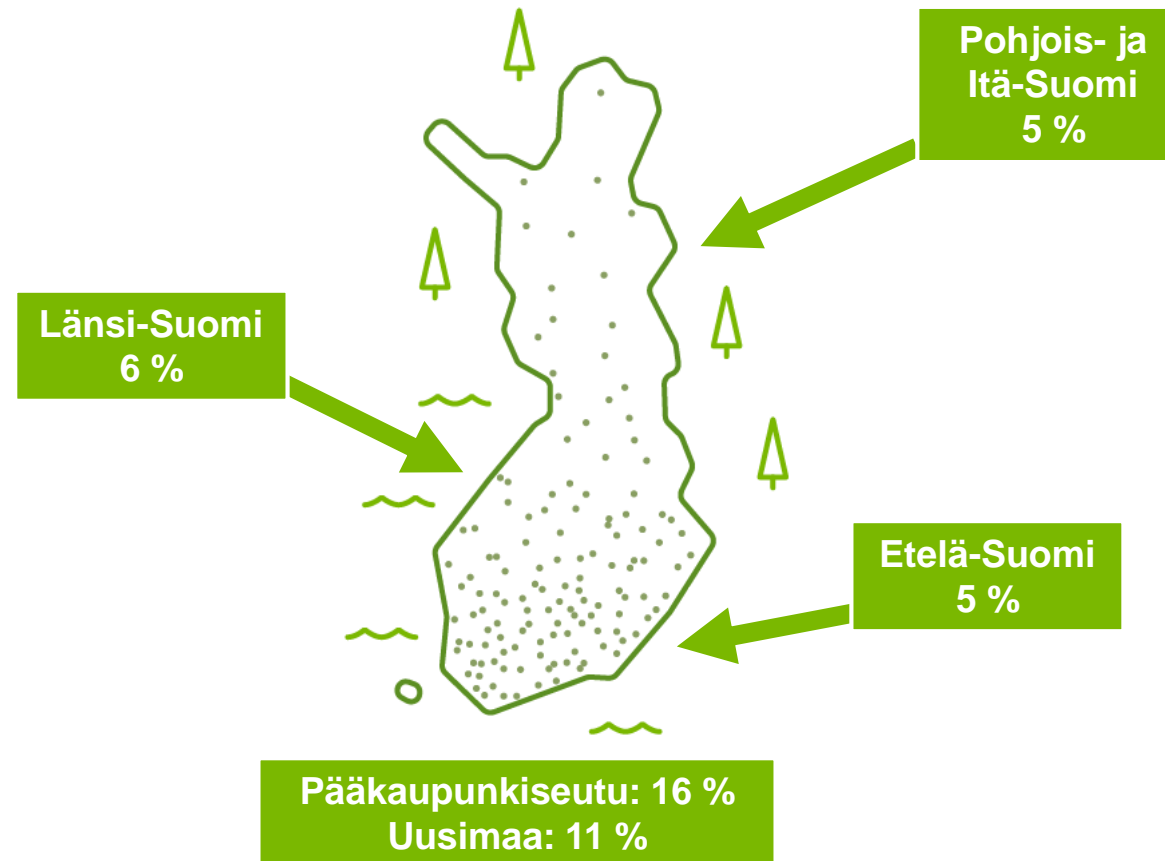 Pohjois- ja
Itä-Suomi
5 %
Länsi-Suomi
6 %
Etelä-Suomi
5 %
Pääkaupunkiseutu: 16 %
Uusimaa: 11 %